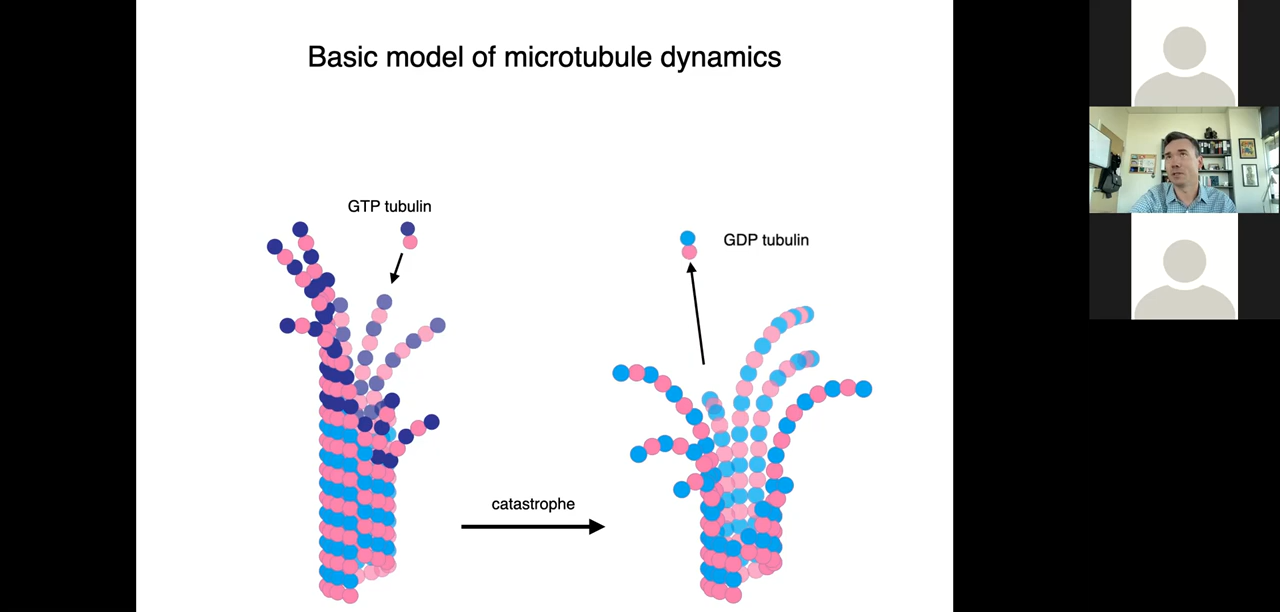 Basic model of microtubule dynamics
GTP tubulin
GDP tubulin
catastrophe